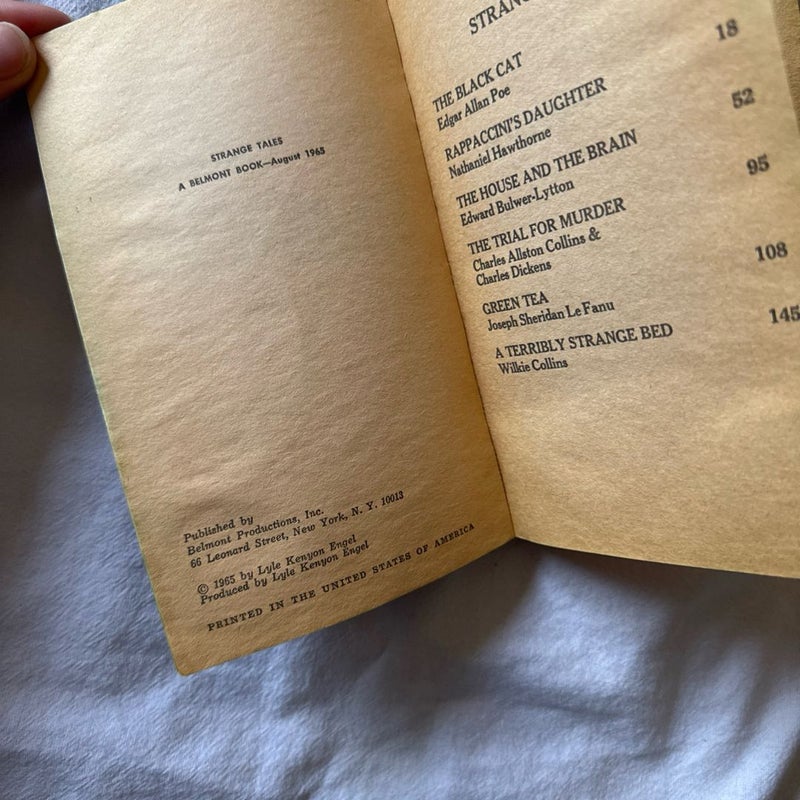 STRANGE TALES
A BELMONT BOOK—August 1965
Published by
Belmont Productions, Inc.
66 Leonard Street, New York, N. Y. 10013
© 1965 by Lyle Kenyon Engel
Produced by Lyle Kenyon Engel
PRINTED IN THE UNITED STATES OF AMERICA
18
THE BLACK CAT
Edgar Allan Poe
52
RAPPACCINI'S DAUGHTER
Nathaniel Hawthorne
95
THE HOUSE AND THE BRAIN
Edward Bulwer-Lytton
THE TRIAL FOR MURDER
108
Charles Allston Collins &
Charles Dickens
GREEN TEA
145
Joseph Sheridan Le Fanu
A TERRIBLY STRANGE BED
Wilkie Collins